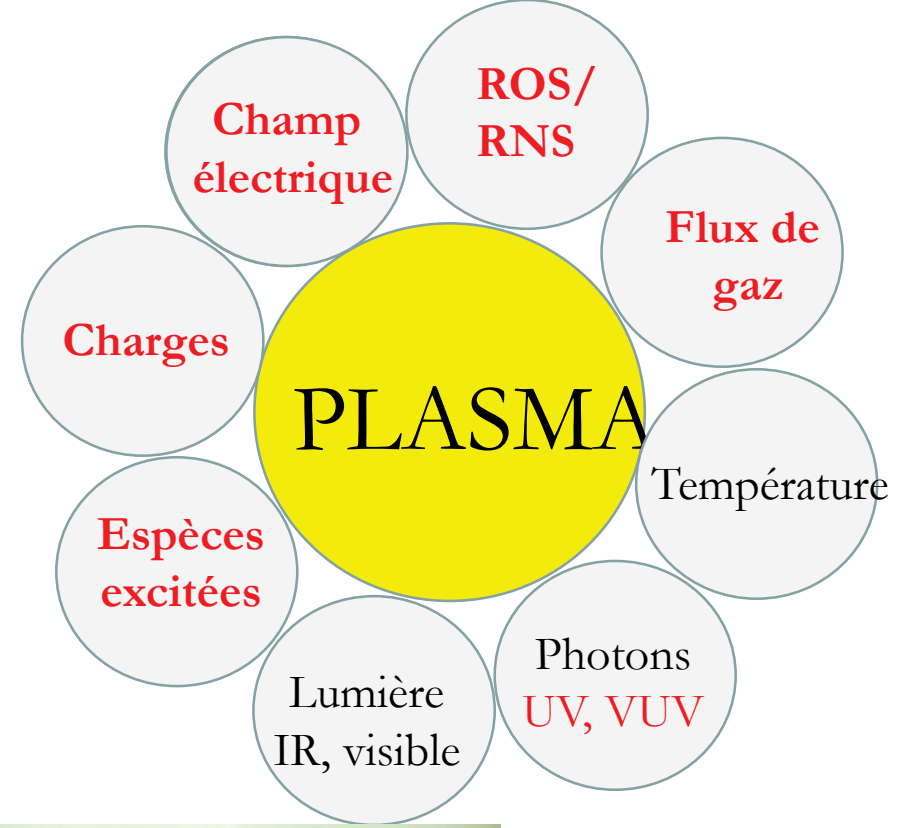 ROS/
RNS
Champ
électrique
Flux de
gaz
Charges
PLASMA
Température
Espèces
excitées
Photons
UV, VUV
Lumière
IR, visible